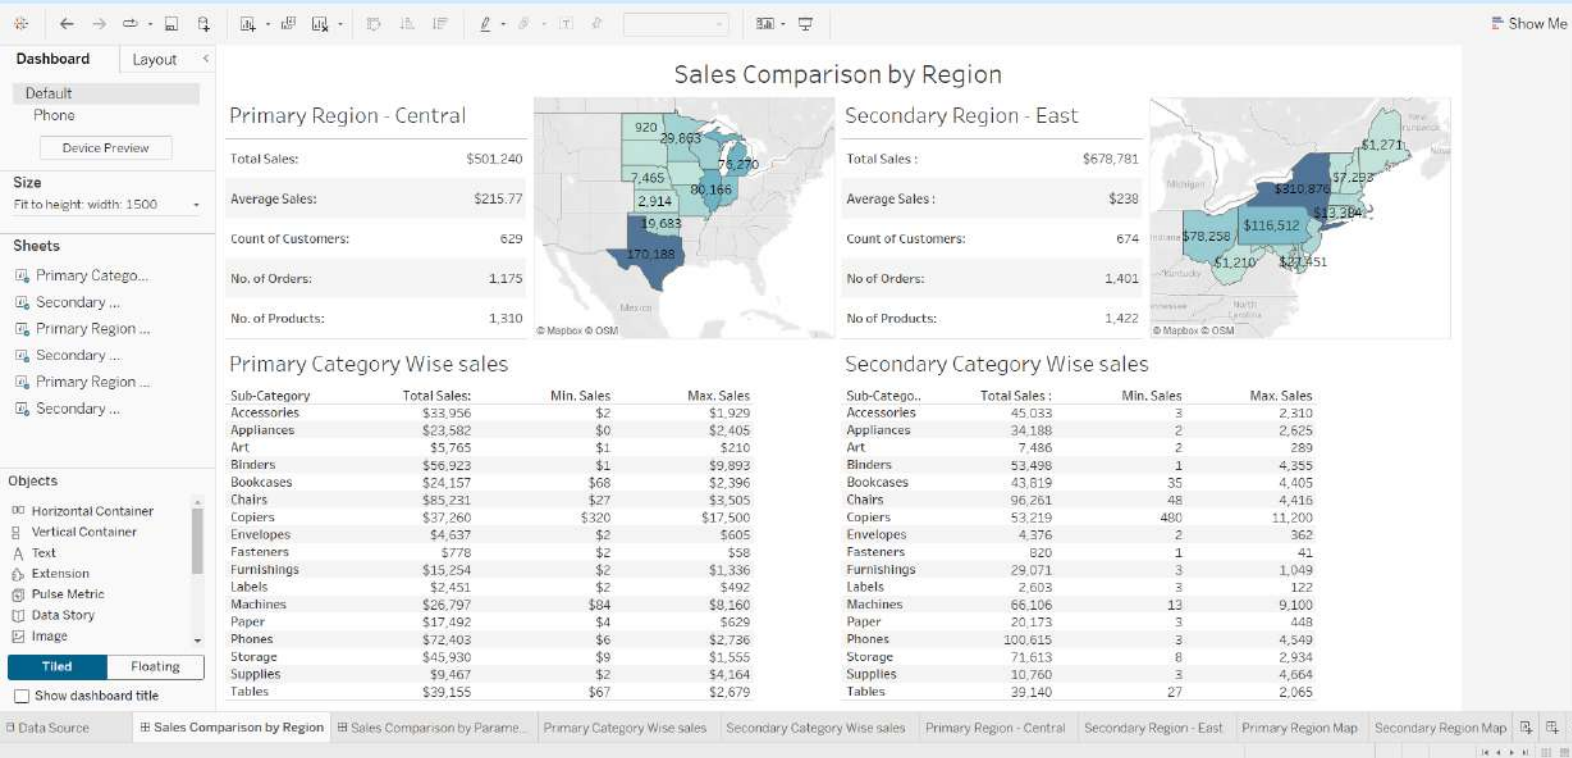 Show Me
Dashboard Layout
Default
Phone
Device Preview
Size
Fit to height: width: 1500
Sheets
Primary Catego...
Secondary ...
Primary Region ...
Secondary ...
Primary Region ...
Secondary ...
Objects
Horizontal Container
Vertical Container
Text
Extension
Pulse Metric
Data Story
Image
Tiled Floating
Show dashboard title
Sales Comparison by Region
Primary Region - Central
Total Sales: $501,240
Average Sales: $215.77
Count of Customers: 629
No. of Orders: 1,175
No. of Products: 1,310
920
29,863
76,270
7,465
80,166
2,914
19,683
170,188
Mexico
© Mapbox © OSM
Secondary Region - East
Total Sales : $678,781
Average Sales : $238
Count of Customers: 674
No of Orders: 1,401
No of Products: 1,422
$1,271
Michigan
$7,293
$310,876
$13,384
$116,512
$78,258
$1,210
$27,451
Kentucky
North
Carolina
© Mapbox © OSM
Primary Category Wise sales
Sub-Category Total Sales: Min. Sales Max. Sales
Accessories $33,956 $2 $1,929
Appliances $23,582 $0 $2,405
Art $5,765 $1 $210
Binders $56,923 $1 $9,893
Bookcases $24,157 $68 $2,396
Chairs $85,231 $27 $3,505
Copiers $37,260 $320 $17,500
Envelopes $4,637 $2 $605
Fasteners $778 $2 $58
Furnishings $15,254 $2 $1,336
Labels $2,451 $2 $492
Machines $26,797 $84 $8,160
Paper $17,492 $4 $629
Phones $72,403 $6 $2,736
Storage $45,930 $9 $1,555
Supplies $9,467 $2 $4,164
Tables $39,155 $67 $2,679
Secondary Category Wise sales
Sub-Catego.. Total Sales : Min. Sales Max. Sales
Accessories 45,033 3 2,310
Appliances 34,188 2 2,625
Art 7,486 2 289
Binders 53,498 1 4,355
Bookcases 43,819 35 4,405
Chairs 96,261 48 4,416
Copiers 53,219 480 11,200
Envelopes 4,376 2 362
Fasteners 820 1 41
Furnishings 29,071 3 1,049
Labels 2,603 3 122
Machines 66,106 13 9,100
Paper 20,173 3 448
Phones 100,615 3 4,549
Storage 71,613 8 2,934
Supplies 10,760 3 4,664
Tables 39,140 27 2,065
Data Source Sales Comparison by Region Sales Comparison by Parame... Primary Category Wise sales Secondary Category Wise sales Primary Region - Central Secondary Region - East Primary Region Map Secondary Region Map